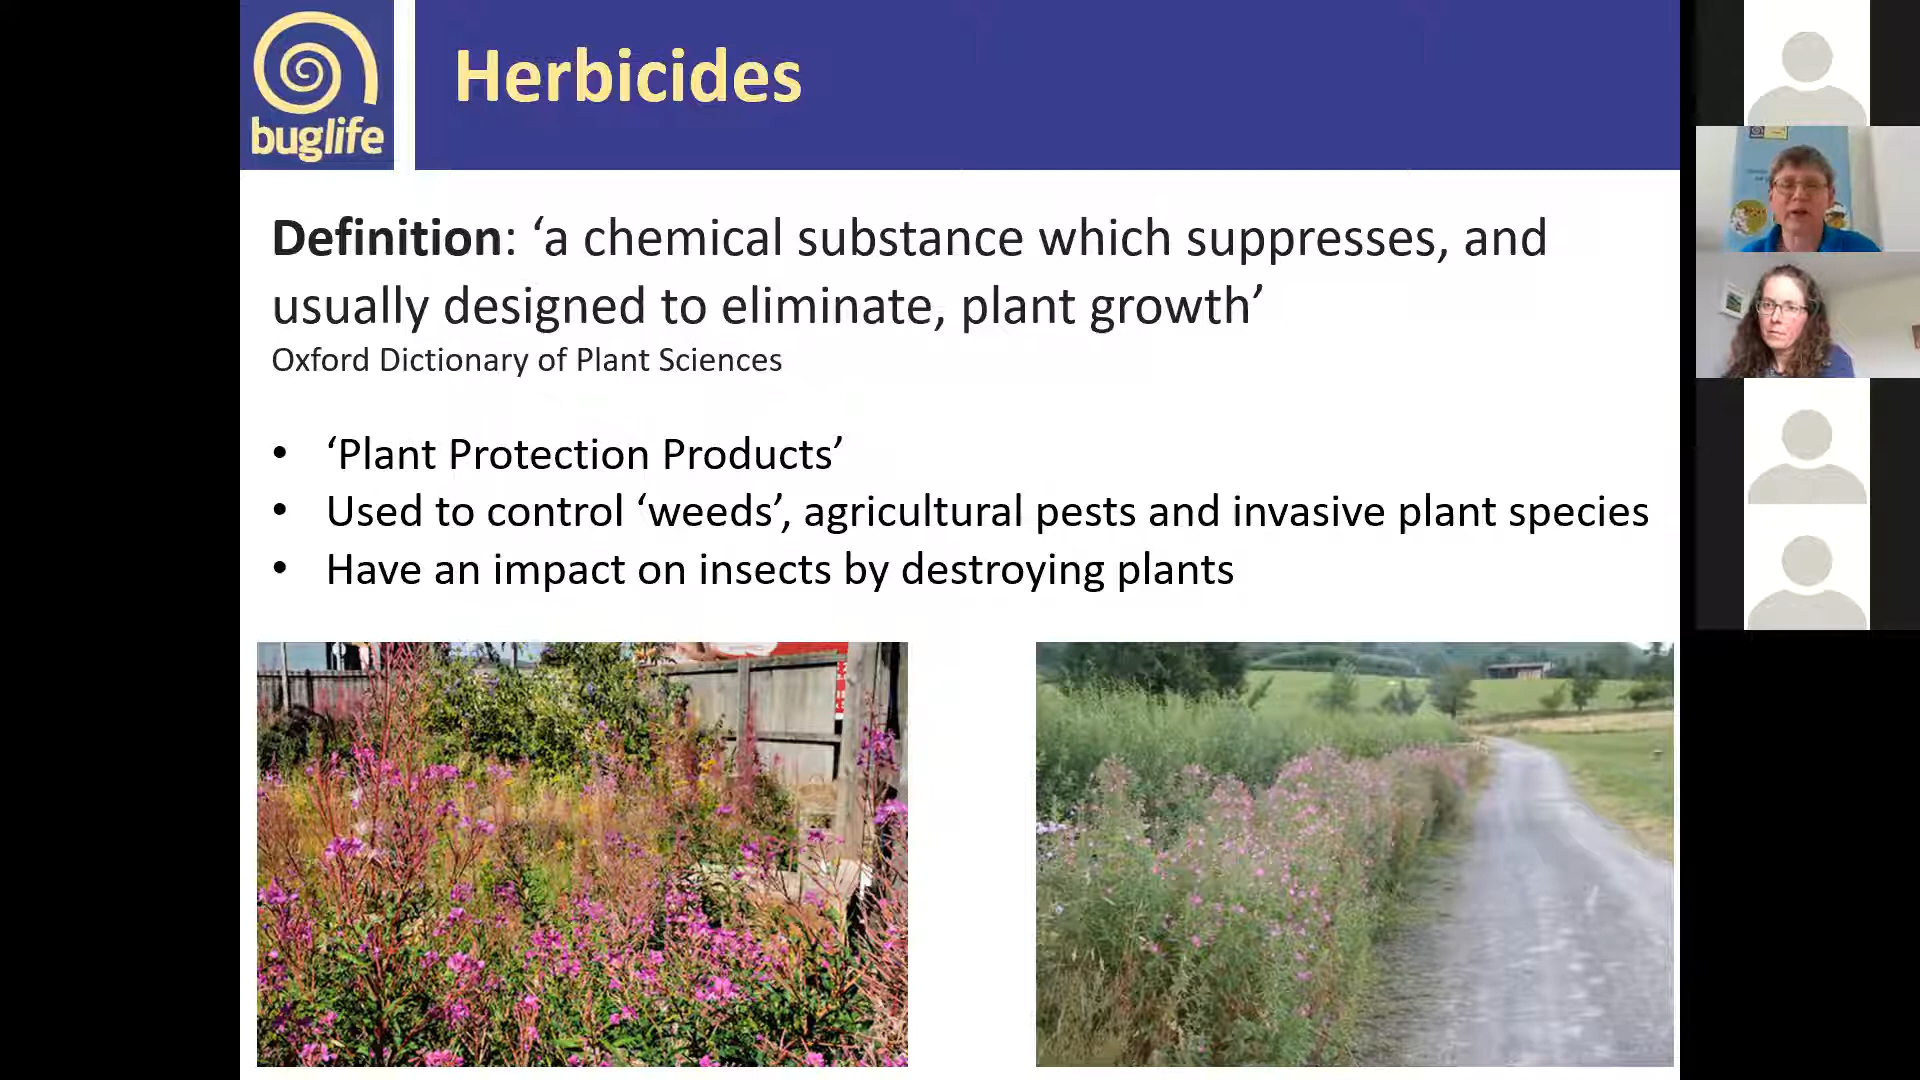 buglife
Herbicides
Definition: ‘a chemical substance which suppresses, and
usually designed to eliminate, plant growth’
Oxford Dictionary of Plant Sciences
• ‘Plant Protection Products’
• Used to control ‘weeds’, agricultural pests and invasive plant species
• Have an impact on insects by destroying plants